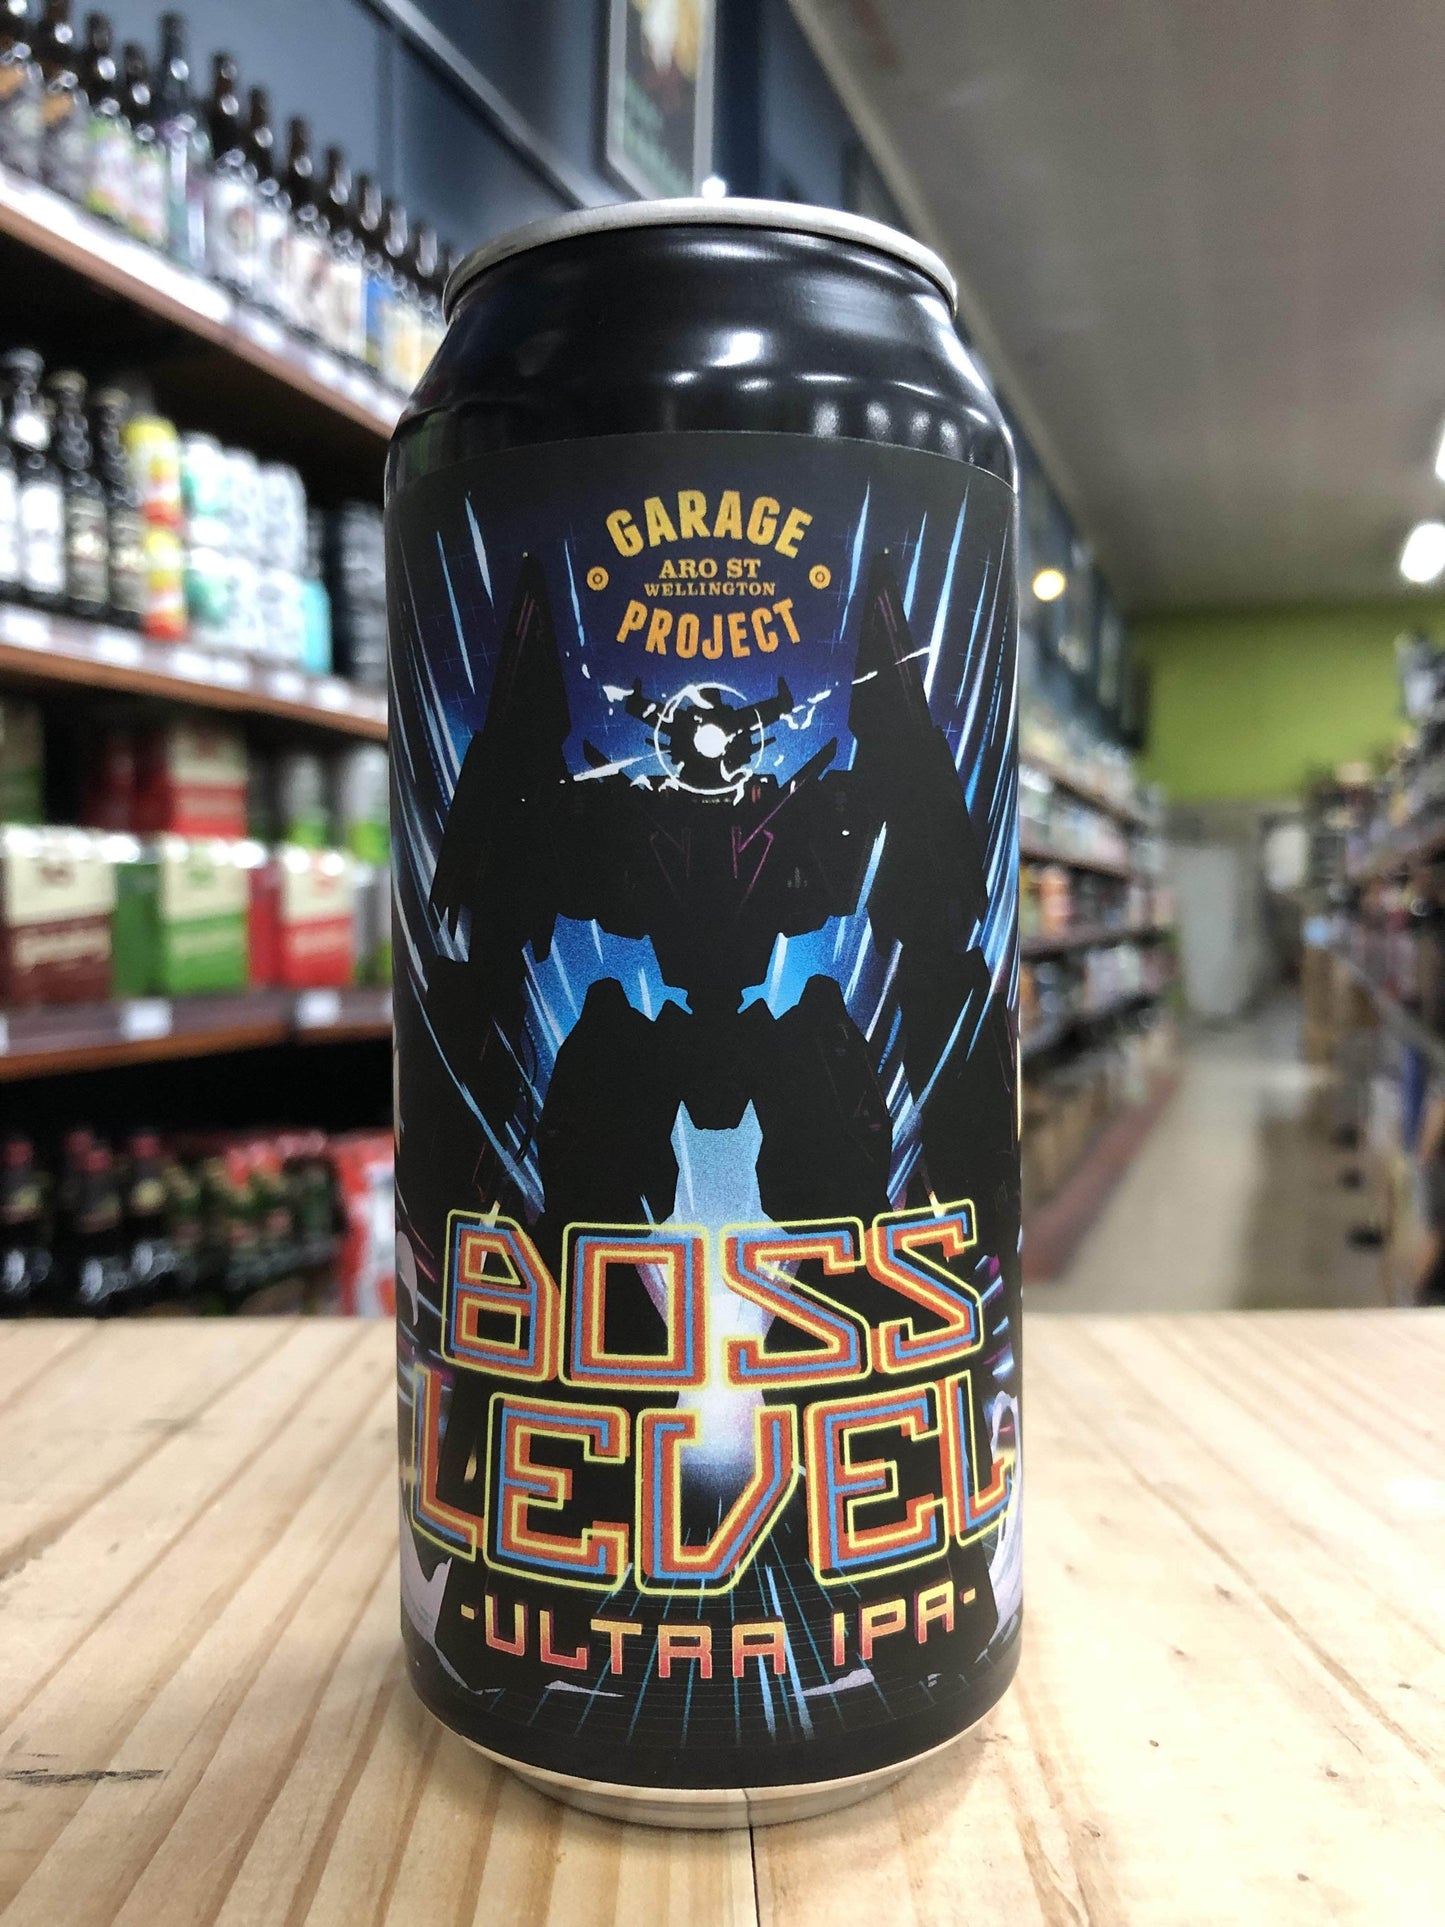 GARAGE
ARO ST
WELLINGTON
PROJECT
BOSS
LEVEL
-ULTRA IPA-